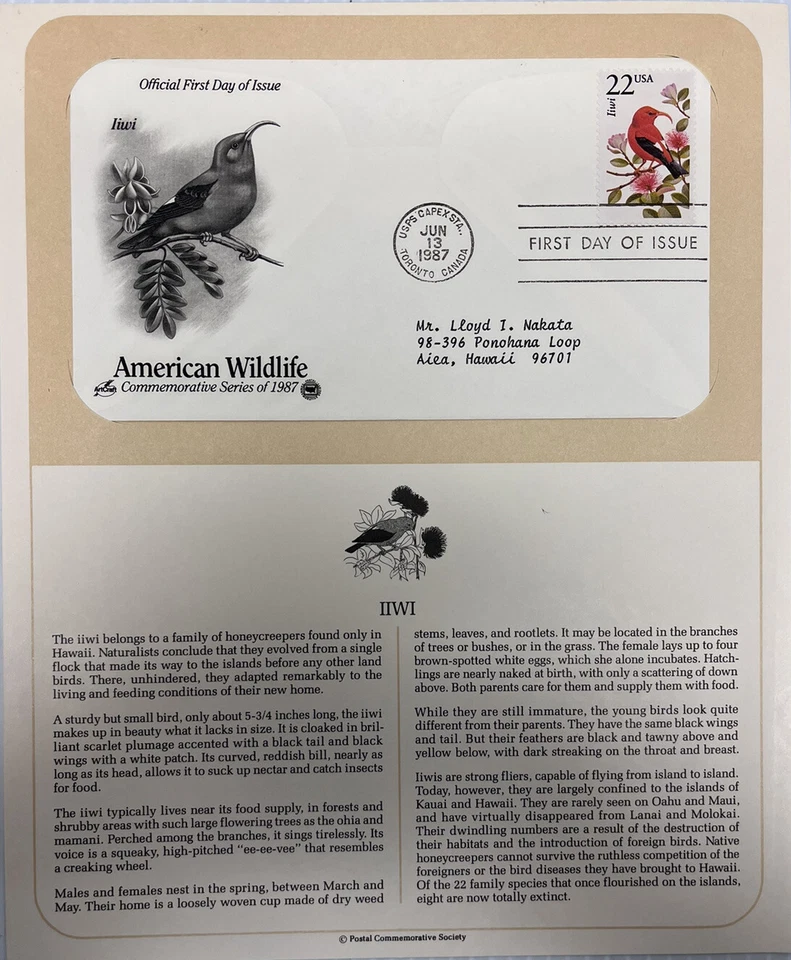 Official First Day of Issue
Iiwi
22 USA
Iiwi
USPS CAPEX STA.,
JUN
13
1987
TORONTO CANADA
FIRST DAY OF ISSUE
Mr. Lloyd I. Nakata
98-396 Ponohana Loop
Aiea, Hawaii 96701
American Wildlife
ArtCraft
Commemorative Series of 1987
IIWI
The iiwi belongs to a family of honeycreepers found only in
Hawaii. Naturalists conclude that they evolved from a single
flock that made its way to the islands before any other land
birds. There, unhindered, they adapted remarkably to the
living and feeding conditions of their new home.
A sturdy but small bird, only about 5-3/4 inches long, the iiwi
makes up in beauty what it lacks in size. It is cloaked in bril-
liant scarlet plumage accented with a black tail and black
wings with a white patch. Its curved, reddish bill, nearly as
long as its head, allows it to suck up nectar and catch insects
for food.
The iiwi typically lives near its food supply, in forests and
shrubby areas with such large flowering trees as the ohia and
mamani. Perched among the branches, it sings tirelessly. Its
voice is a squeaky, high-pitched "ee-ee-vee" that resembles
a creaking wheel.
Males and females nest in the spring, between March and
May. Their home is a loosely woven cup made of dry weed
stems, leaves, and rootlets. It may be located in the branches
of trees or bushes, or in the grass. The female lays up to four
brown-spotted white eggs, which she alone incubates. Hatch-
lings are nearly naked at birth, with only a scattering of down
above. Both parents care for them and supply them with food.
While they are still immature, the young birds look quite
different from their parents. They have the same black wings
and tail. But their feathers are black and tawny above and
yellow below, with dark streaking on the throat and breast.
Iiwis are strong fliers, capable of flying from island to island.
Today, however, they are largely confined to the islands of
Kauai and Hawaii. They are rarely seen on Oahu and Maui,
and have virtually disappeared from Lanai and Molokai.
Their dwindling numbers are a result of the destruction of
their habitats and the introduction of foreign birds. Native
honeycreepers cannot survive the ruthless competition of the
foreigners or the bird diseases they have brought to Hawaii.
Of the 22 family species that once flourished on the islands,
eight are now totally extinct.
© Postal Commemorative Society